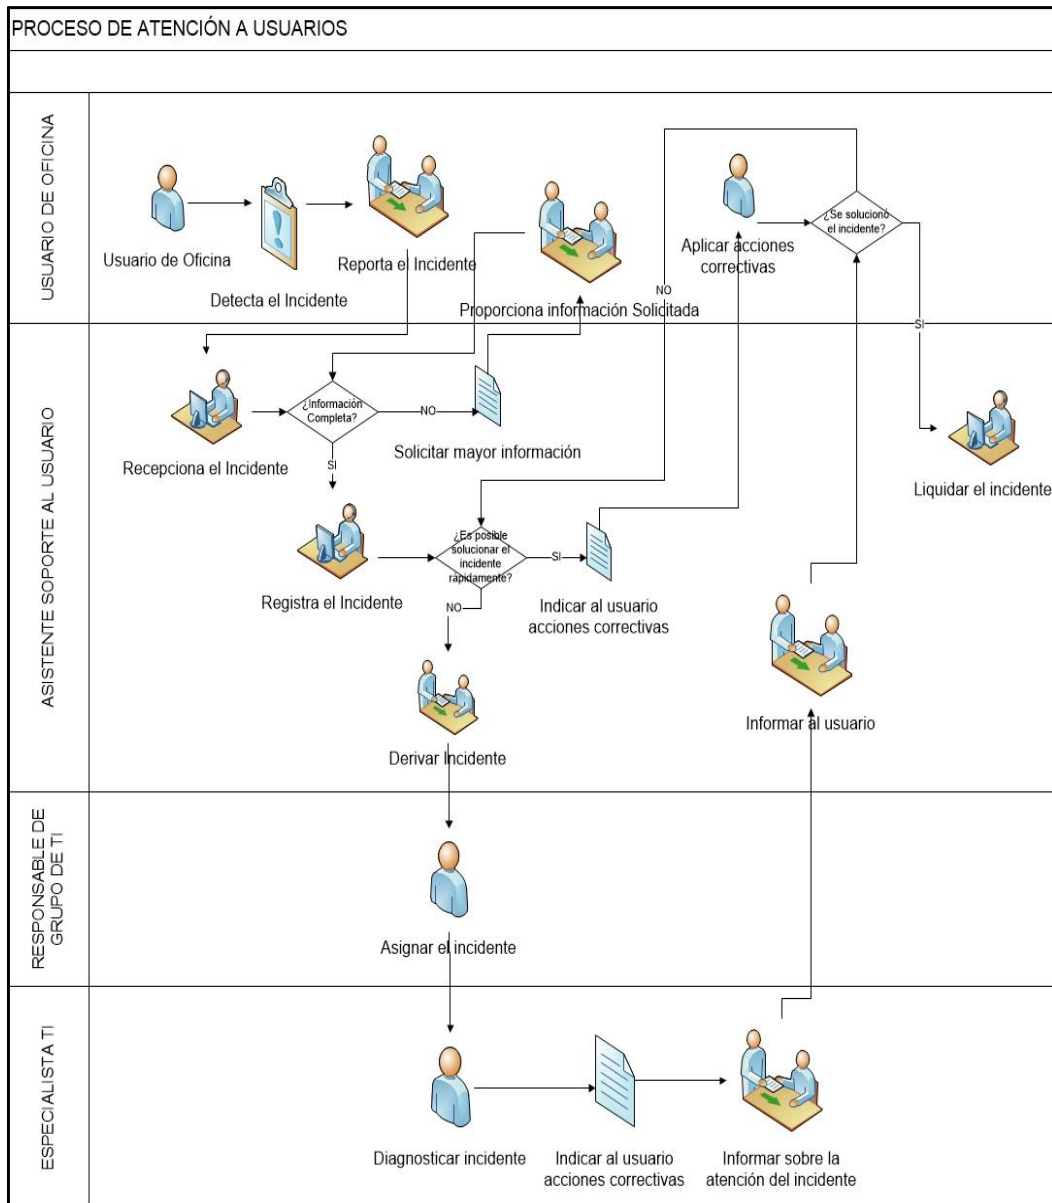 PROCESO DE ATENCIÓN A USUARIOS
USUARIO DE OFICINA
Usuario de Oficina
Detecta el Incidente
Reporta el Incidente
Proporciona información Solicitada
Aplicar acciones
correctivas
¿Se solucionó
el incidente?
NO
SI
ASISTENTE SOPORTE AL USUARIO
Recepciona el Incidente
¿Información
Completa?
NO
Solicitar mayor información
SI
Registra el Incidente
¿Es posible
solucionar el
incidente
rápidamente?
SI
Indicar al usuario
acciones correctivas
NO
Derivar Incidente
Informar al usuario
Liquidar el incidente
RESPONSABLE DE
GRUPO DE TI
Asignar el incidente
ESPECIALISTA TI
Diagnosticar incidente
Indicar al usuario
acciones correctivas
Informar sobre la
atención del incidente